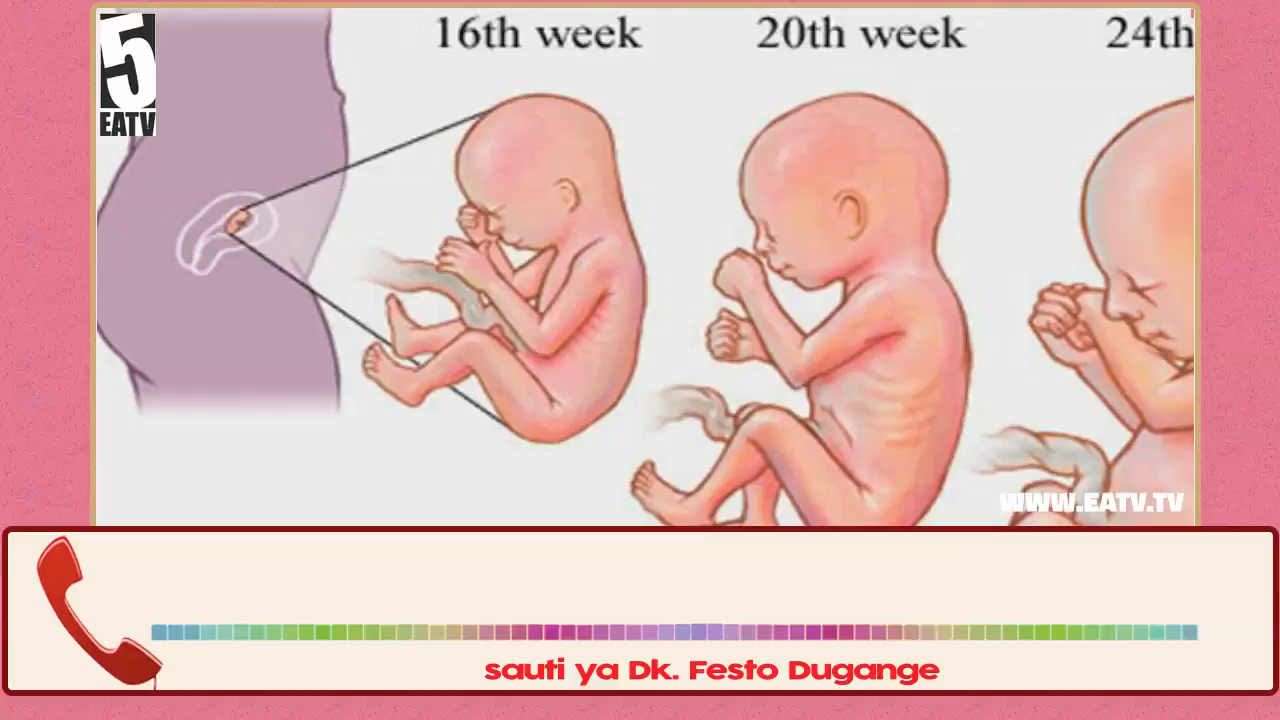 5
EATV
16th week
20th week
24th
WWW.EATV.TV
sauti ya Dk. Festo Dugange